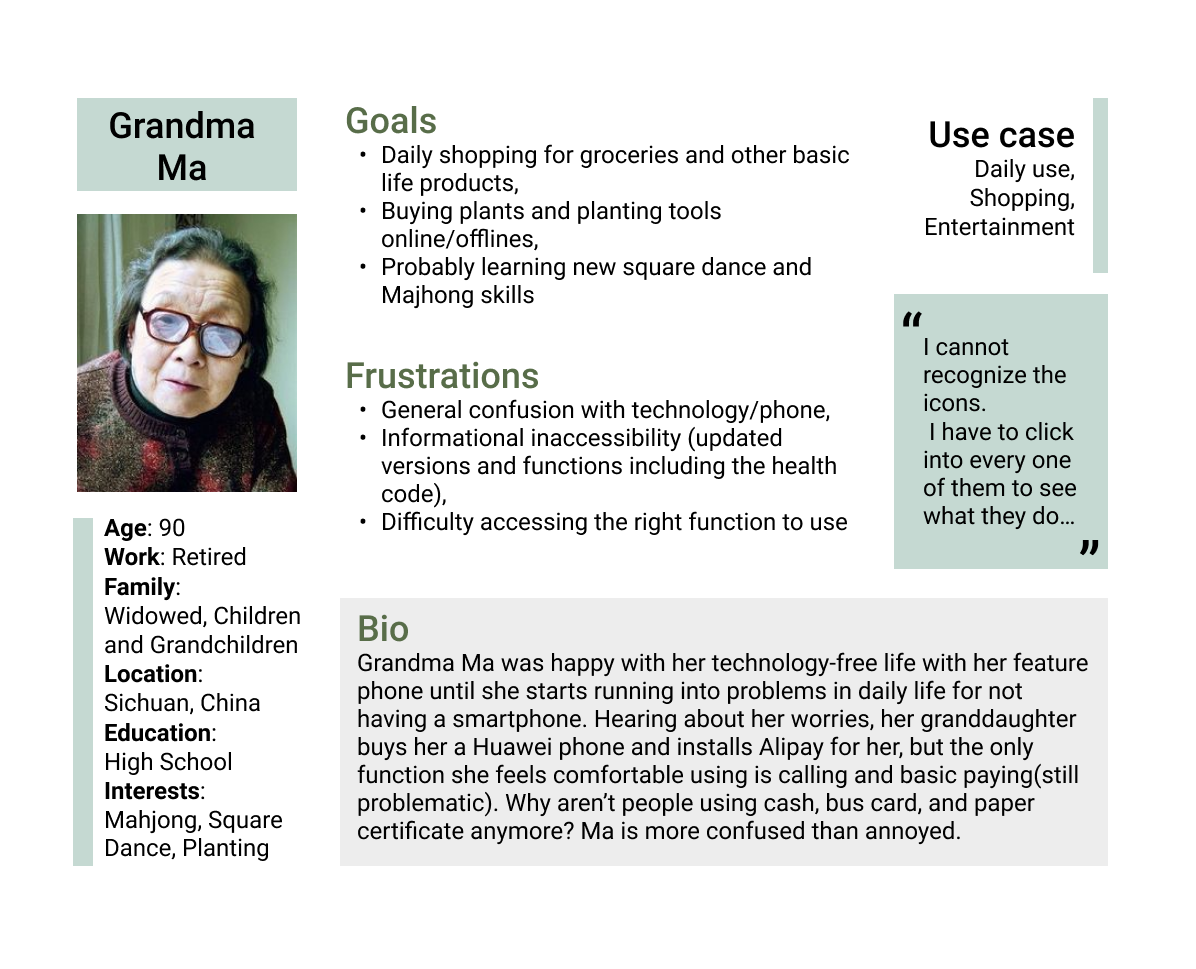 Grandma
Ma
Age: 90
Work: Retired
Family:
Widowed, Children
and Grandchildren
Location:
Sichuan, China
Education:
High School
Interests:
Mahjong, Square
Dance, Planting
Goals
• Daily shopping for groceries and other basic
life products,
• Buying plants and planting tools
online/offlines,
• Probably learning new square dance and
Majhong skills
Frustrations
• General confusion with technology/phone,
• Informational inaccessibility (updated
versions and functions including the health
code),
• Difficulty accessing the right function to use
Use case
Daily use,
Shopping,
Entertainment
“
I cannot
recognize the
icons.
I have to click
into every one
of them to see
what they do…
”
Bio
Grandma Ma was happy with her technology-free life with her feature
phone until she starts running into problems in daily life for not
having a smartphone. Hearing about her worries, her granddaughter
buys her a Huawei phone and installs Alipay for her, but the only
function she feels comfortable using is calling and basic paying(still
problematic). Why aren’t people using cash, bus card, and paper
certificate anymore? Ma is more confused than annoyed.